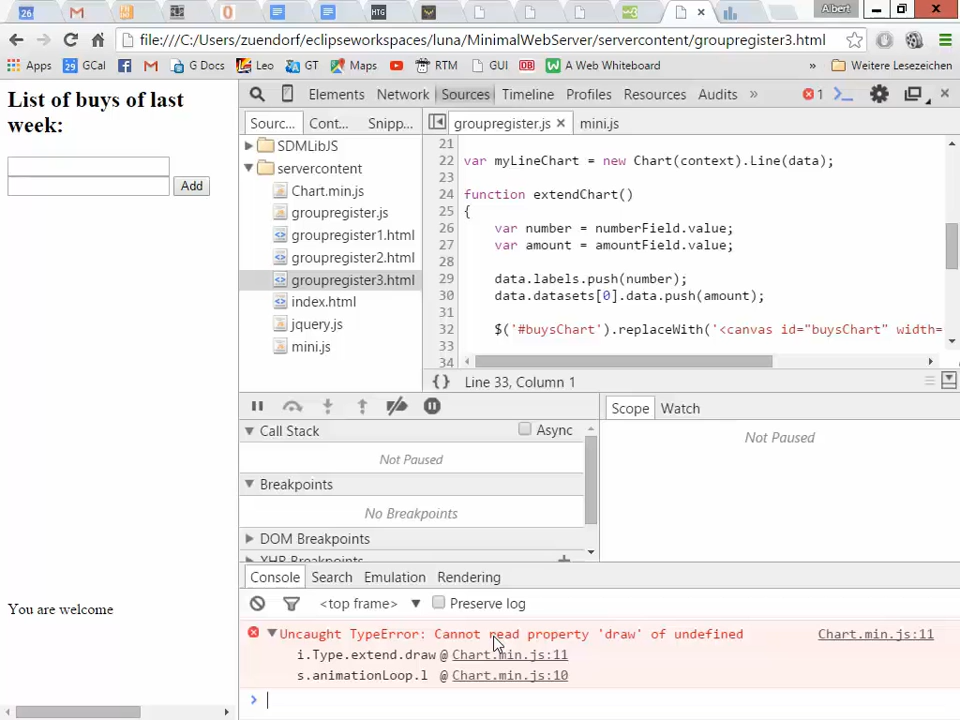 26
HTG
Albert
file:///C:/Users/zuendorf/eclipseworkspaces/luna/MinimalWebServer/servercontent/groupregister3.html
Apps 29 GCal G Docs Leo GT Maps RTM GUI DB A Web Whiteboard » Weitere Lesezeichen
List of buys of last
week:
Add
You are welcome
Elements Network Sources Timeline Profiles Resources Audits » 1
Sourc... Cont... Snipp... groupregister.js mini.js
SDMLibJS
servercontent
Chart.min.js
groupregister.js
groupregister1.html
groupregister2.html
groupregister3.html
index.html
jquery.js
mini.js
21
22 var myLineChart = new Chart(context).Line(data);
23
24 function extendChart()
25 {
26 var number = numberField.value;
27 var amount = amountField.value;
28
29 data.labels.push(number);
30 data.datasets[0].data.push(amount);
31
32 $('#buysChart').replaceWith('<canvas id="buysChart" width=
33
34
{} Line 33, Column 1
Call Stack Async
Not Paused
Breakpoints
No Breakpoints
DOM Breakpoints
XHR Breakpoints
Scope Watch
Not Paused
Console Search Emulation Rendering
<top frame> Preserve log
Uncaught TypeError: Cannot read property 'draw' of undefined Chart.min.js:11
i.Type.extend.draw @ Chart.min.js:11
s.animationLoop.l @ Chart.min.js:10
>